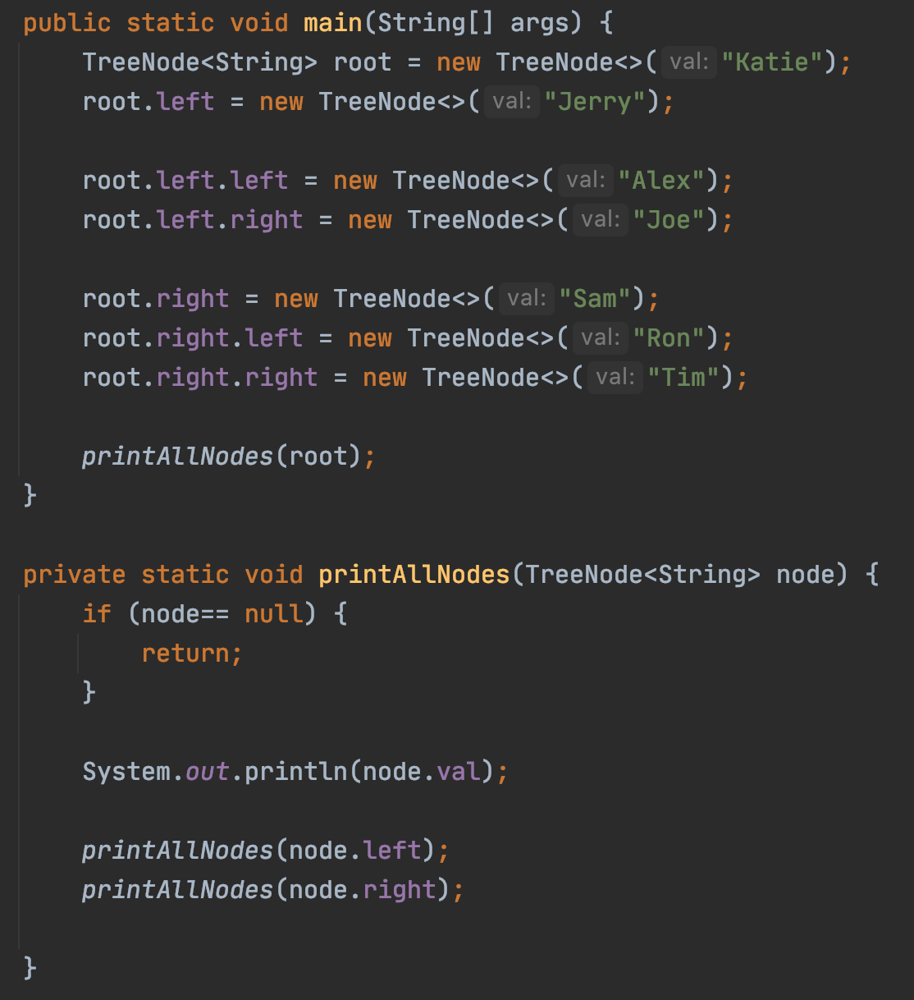 public static void main(String[] args) {
    TreeNode<String> root = new TreeNode<>( val: "Katie");
    root.left = new TreeNode<>( val: "Jerry");

    root.left.left = new TreeNode<>( val: "Alex");
    root.left.right = new TreeNode<>( val: "Joe");

    root.right = new TreeNode<>( val: "Sam");
    root.right.left = new TreeNode<>( val: "Ron");
    root.right.right = new TreeNode<>( val: "Tim");

    printAllNodes(root);
}

private static void printAllNodes(TreeNode<String> node) {
    if (node== null) {
        return;
    }

    System.out.println(node.val);

    printAllNodes(node.left);
    printAllNodes(node.right);

}